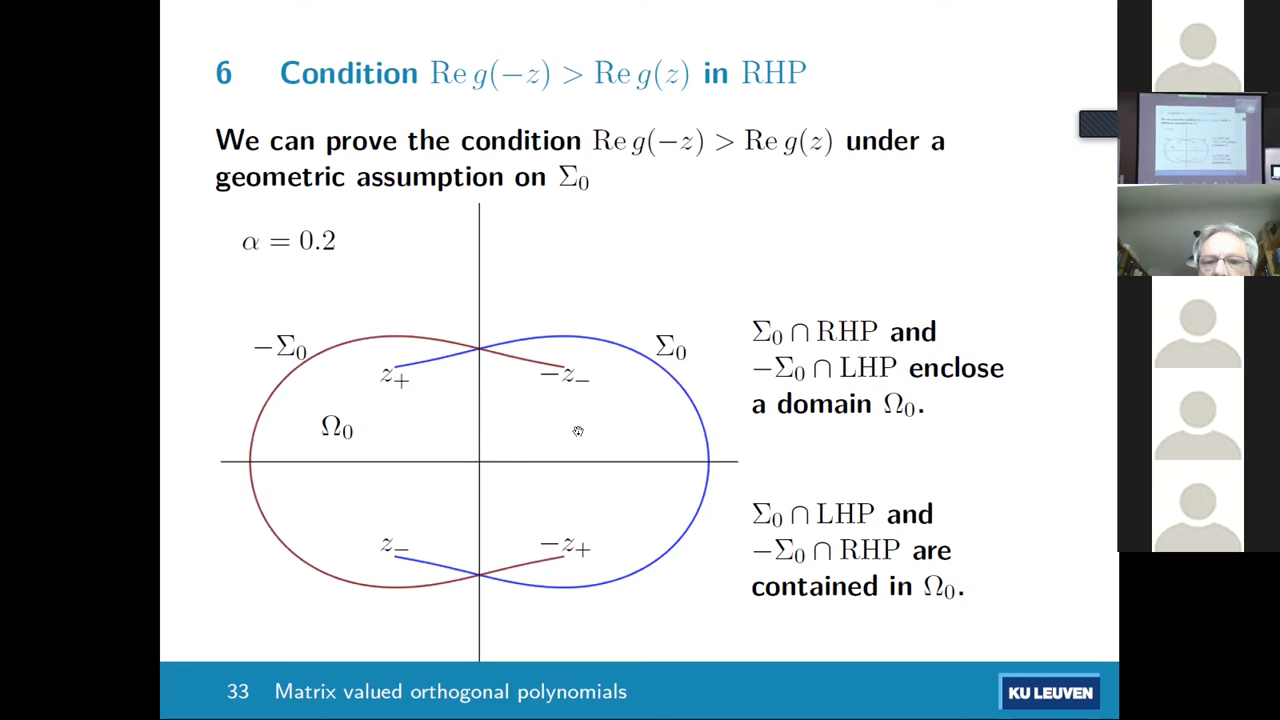 6 Condition Re g(−z) > Re g(z) in RHP
We can prove the condition Re g(−z) > Re g(z) under a
geometric assumption on Σ₀
α = 0.2
−Σ₀
Σ₀
z₊
−z₋
Ω₀
z₋
−z₊
Σ₀ ∩ RHP and
−Σ₀ ∩ LHP enclose
a domain Ω₀.
Σ₀ ∩ LHP and
−Σ₀ ∩ RHP are
contained in Ω₀.
33 Matrix valued orthogonal polynomials
KU LEUVEN